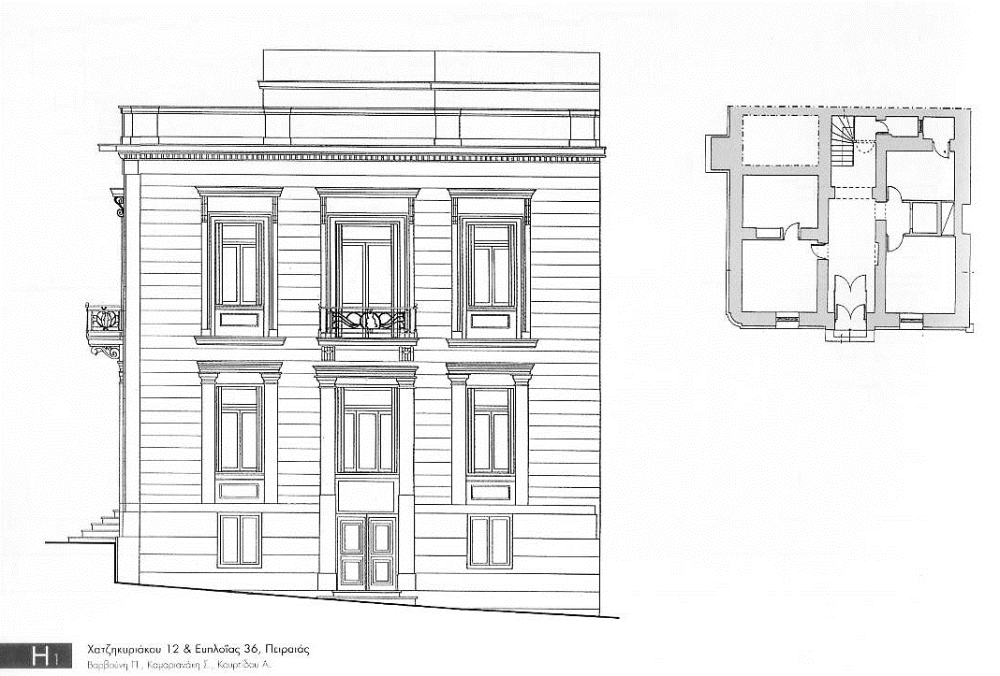 H1
Χατζηκυριάκου 12 & Ευπλοΐας 36, Πειραιάς
Βαρβούνη Π., Καμαριανάκη Σ., Κουρτίδου Α.